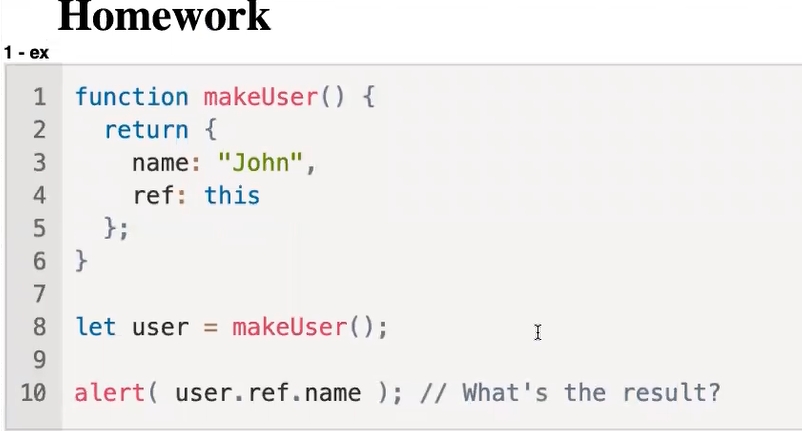 Homework
1 - ex
1 function makeUser() {
2 return {
3 name: "John",
4 ref: this
5 };
6 }
7
8 let user = makeUser();
9
10 alert( user.ref.name ); // What's the result?